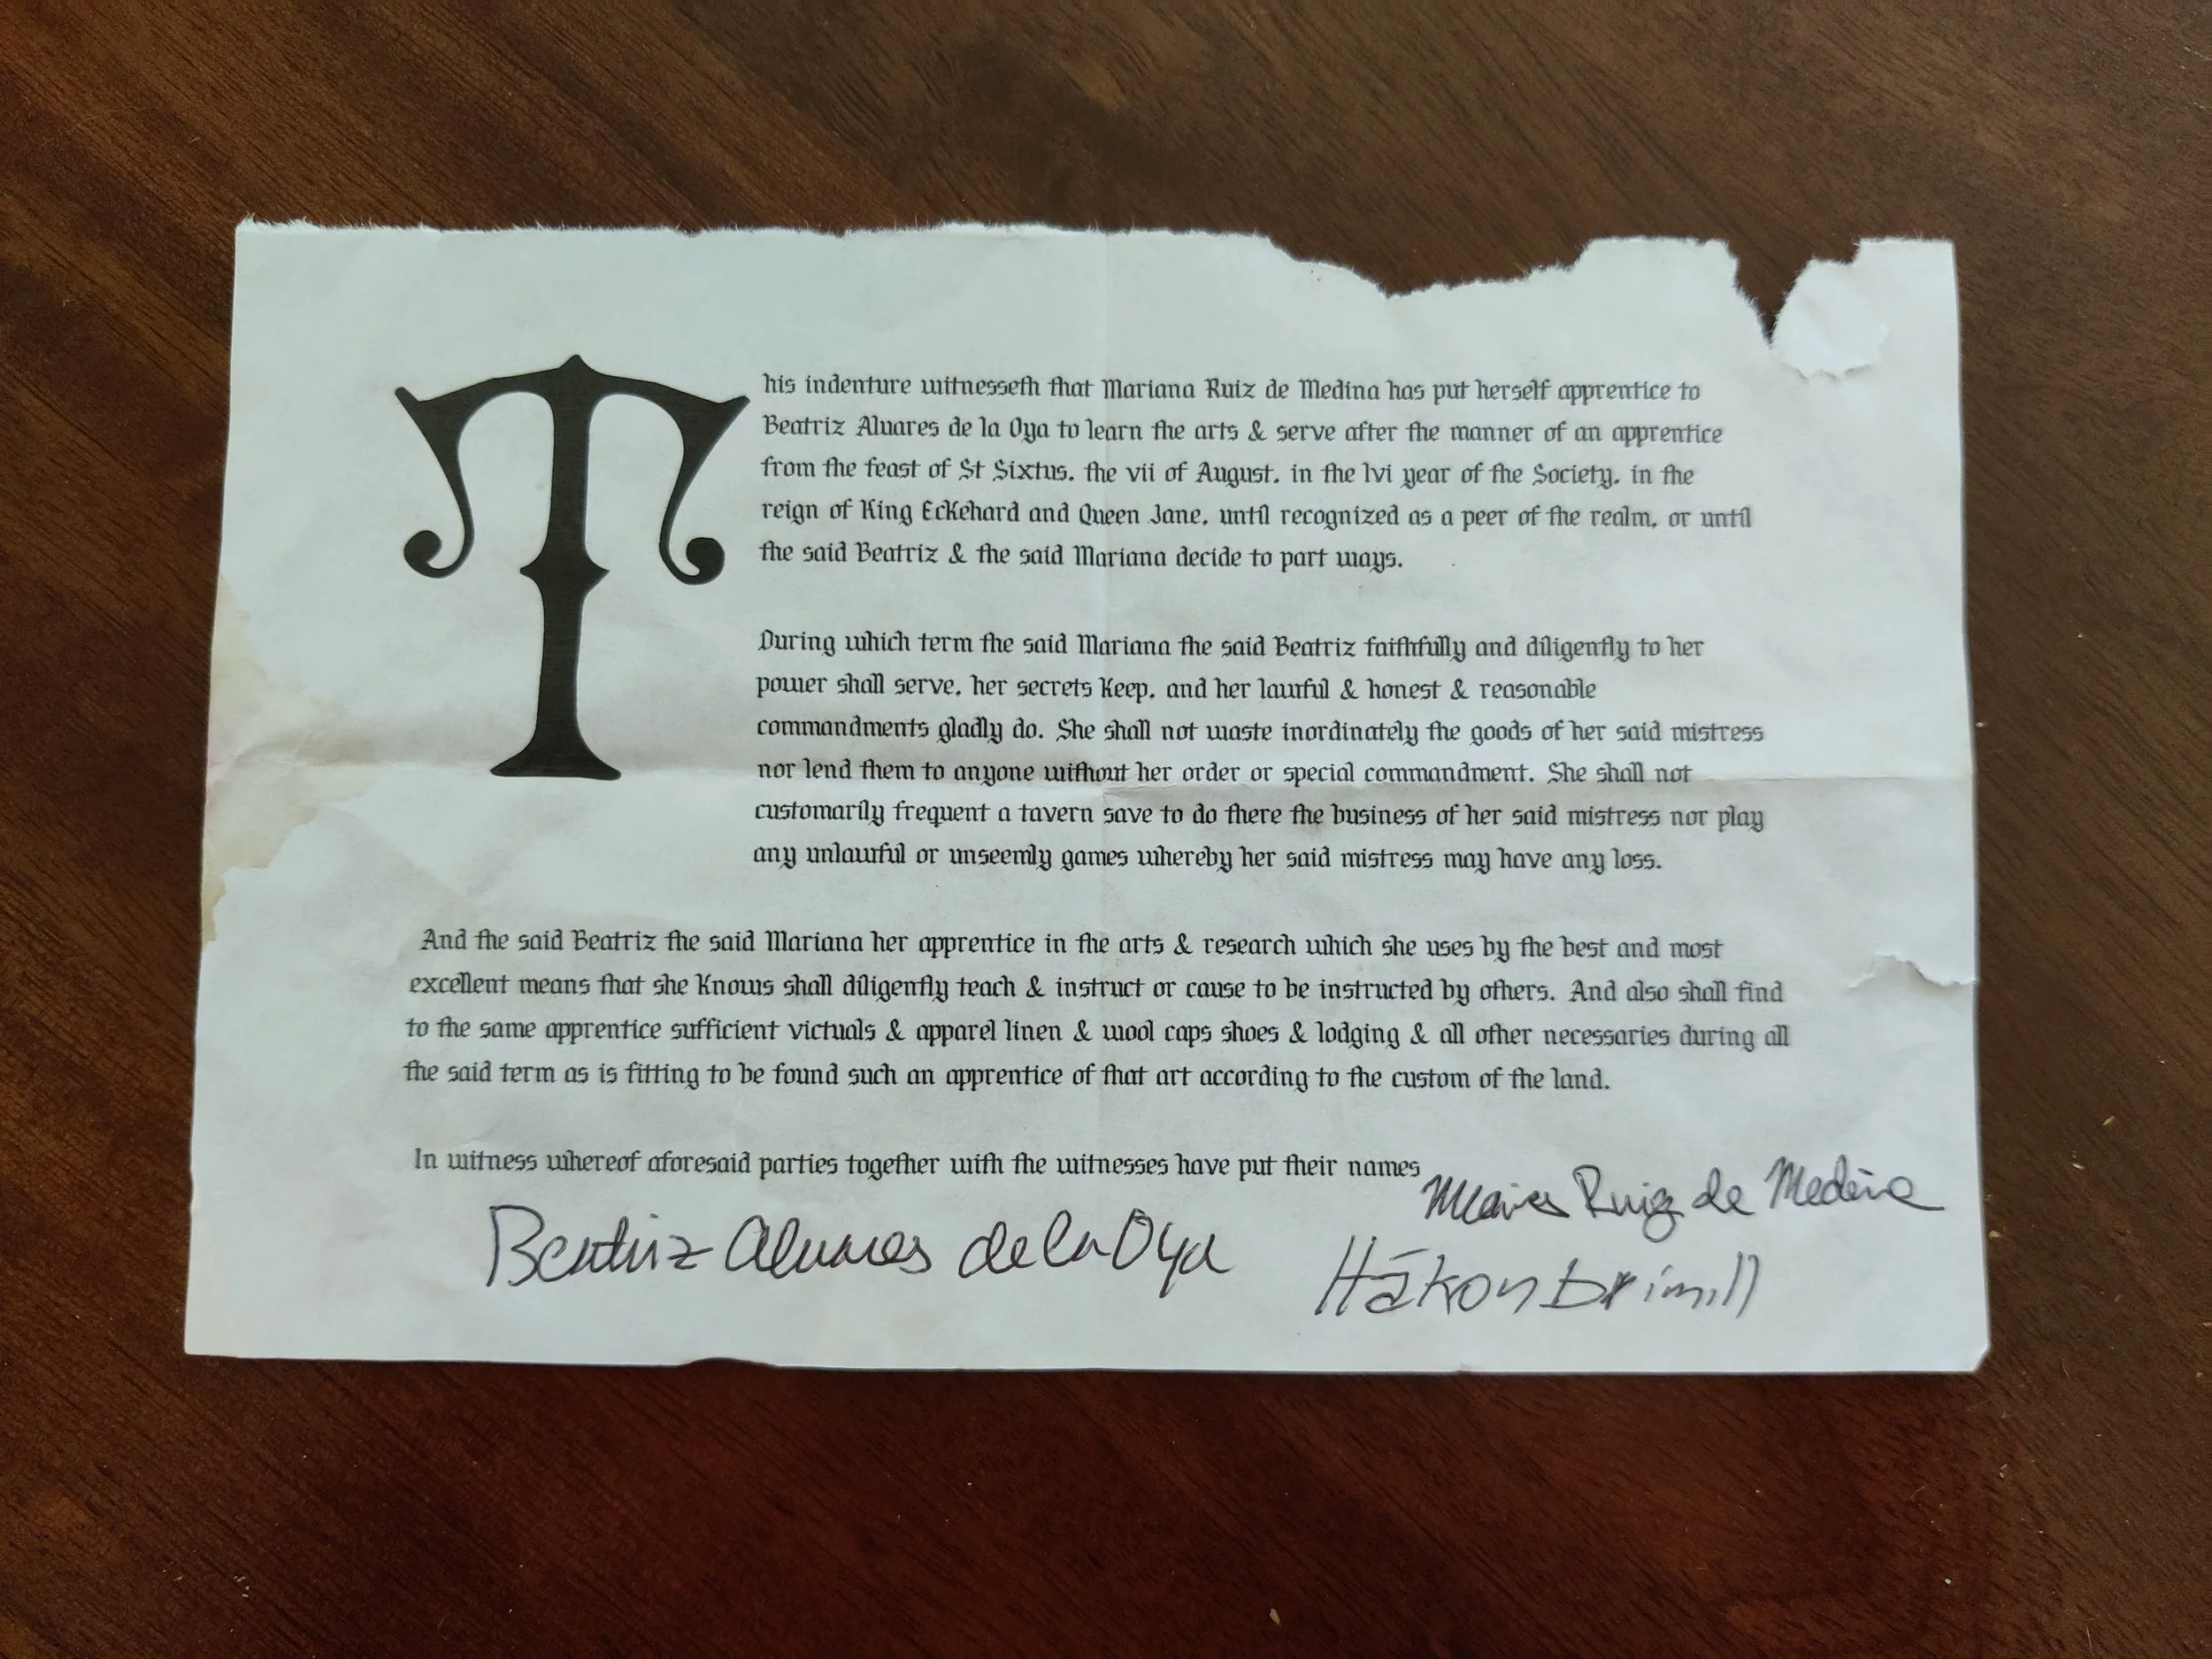 This indenture witnesseth that Mariana Ruiz de Medina has put herself apprentice to
Beatriz Aluares de la Oya to learn the arts & serve after the manner of an apprentice
from the feast of St Sixtus, the vii of August, in the lvi year of the Society, in the
reign of King Eckehard and Queen Jane, until recognized as a peer of the realm, or until
the said Beatriz & the said Mariana decide to part ways.
During which term the said Mariana the said Beatriz faithfully and diligently to her
power shall serve, her secrets keep, and her lawful & honest & reasonable
commandments gladly do. She shall not waste inordinately the goods of her said mistress
nor lend them to anyone without her order or special commandment. She shall not
customarily frequent a tavern save to do there the business of her said mistress nor play
any unlawful or unseemly games whereby her said mistress may have any loss.
And the said Beatriz the said Mariana her apprentice in the arts & research which she uses by the best and most
excellent means that she knows shall diligently teach & instruct or cause to be instructed by others. And also shall find
to the same apprentice sufficient victuals & apparel linen & wool caps shoes & lodging & all other necessaries during all
the said term as is fitting to be found such an apprentice of that art according to the custom of the land.
In witness whereof aforesaid parties together with the witnesses have put their names
Ruiz de Medina
Beatriz Aluares de la Oya
Hākon